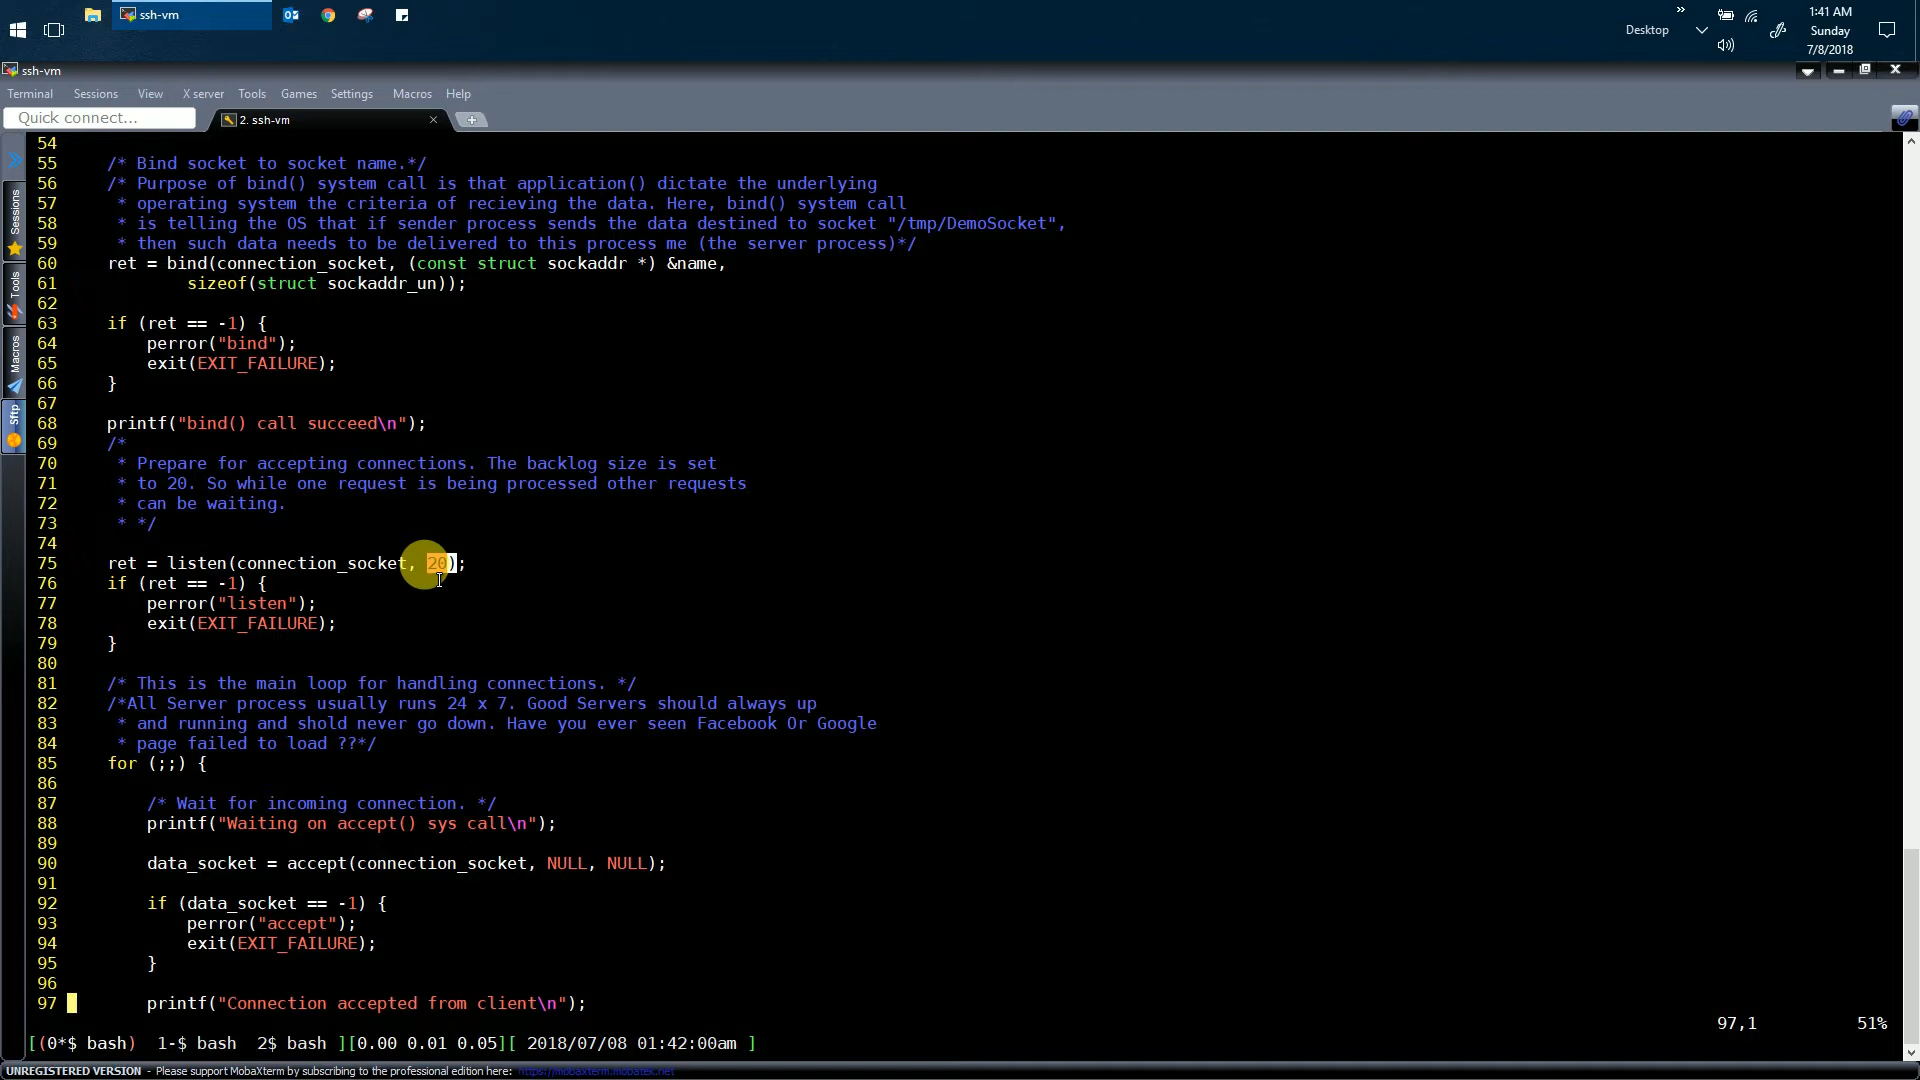 ssh-vm
Desktop
»
1:41 AM
Sunday
7/8/2018
ssh-vm
Terminal Sessions View X server Tools Games Settings Macros Help
Quick connect...
2. ssh-vm
Sessions
Tools
Macros
Sftp
54
55 /* Bind socket to socket name.*/
56 /* Purpose of bind() system call is that application() dictate the underlying
57 * operating system the criteria of recieving the data. Here, bind() system call
58 * is telling the OS that if sender process sends the data destined to socket "/tmp/DemoSocket",
59 * then such data needs to be delivered to this process me (the server process)*/
60 ret = bind(connection_socket, (const struct sockaddr *) &name,
61 sizeof(struct sockaddr_un));
62
63 if (ret == -1) {
64 perror("bind");
65 exit(EXIT_FAILURE);
66 }
67
68 printf("bind() call succeed\n");
69 /*
70 * Prepare for accepting connections. The backlog size is set
71 * to 20. So while one request is being processed other requests
72 * can be waiting.
73 * */
74
75 ret = listen(connection_socket, 20);
76 if (ret == -1) {
77 perror("listen");
78 exit(EXIT_FAILURE);
79 }
80
81 /* This is the main loop for handling connections. */
82 /*All Server process usually runs 24 x 7. Good Servers should always up
83 * and running and shold never go down. Have you ever seen Facebook Or Google
84 * page failed to load ??*/
85 for (;;) {
86
87 /* Wait for incoming connection. */
88 printf("Waiting on accept() sys call\n");
89
90 data_socket = accept(connection_socket, NULL, NULL);
91
92 if (data_socket == -1) {
93 perror("accept");
94 exit(EXIT_FAILURE);
95 }
96
97 printf("Connection accepted from client\n");
97,1 51%
[(0*$ bash) 1-$ bash 2$ bash ][0.00 0.01 0.05][ 2018/07/08 01:42:00am ]
UNREGISTERED VERSION - Please support MobaXterm by subscribing to the professional edition here: https://mobaxterm.mobatek.net